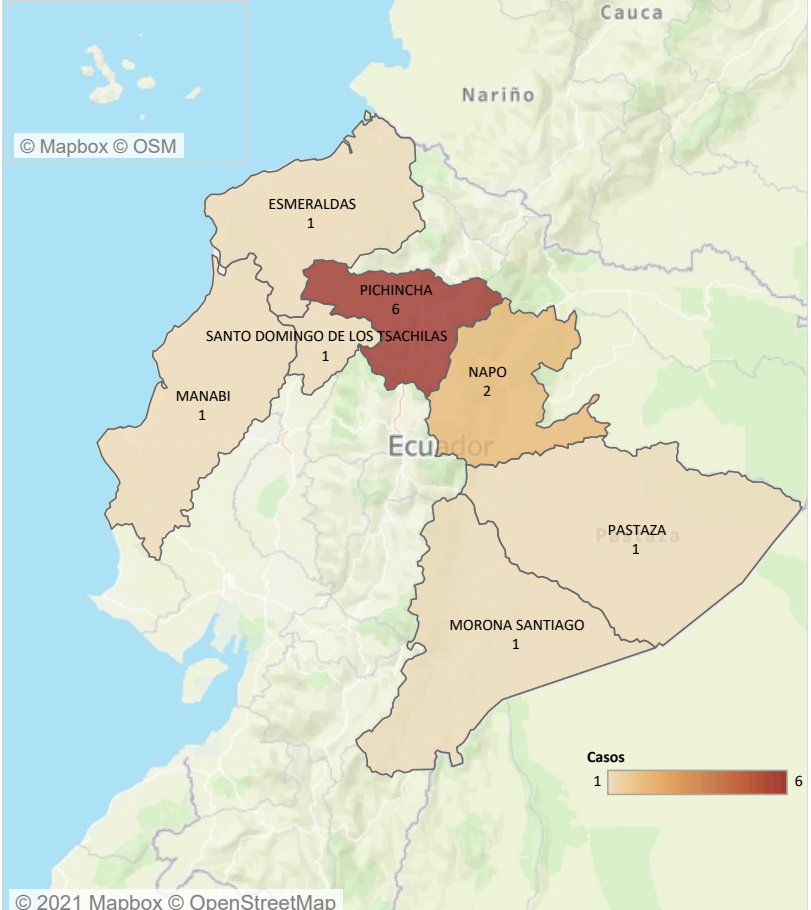 Cauca
Nariño
© Mapbox © OSM
ESMERALDAS
1
PICHINCHA
6
SANTO DOMINGO DE LOS TSACHILAS
1
NAPO
2
MANABI
1
Ecuador
PASTAZA
Pastaza
1
MORONA SANTIAGO
1
Casos
1
6
© 2021 Mapbox © OpenStreetMap